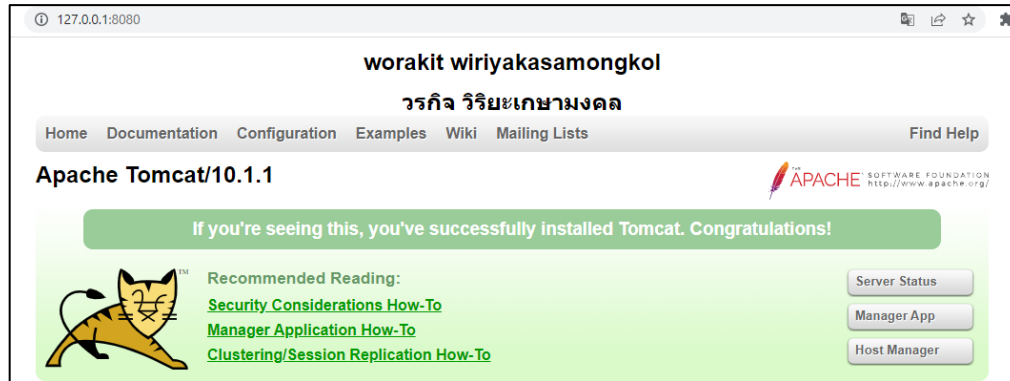 127.0.0.1:8080
worakit wiriyakasamongkol
วรกิจ วิริยะเกษามงคล
Home Documentation Configuration Examples Wiki Mailing Lists Find Help
Apache Tomcat/10.1.1
THE APACHE SOFTWARE FOUNDATION
http://www.apache.org/
If you're seeing this, you've successfully installed Tomcat. Congratulations!
TM
Recommended Reading:
Security Considerations How-To
Manager Application How-To
Clustering/Session Replication How-To
Server Status
Manager App
Host Manager